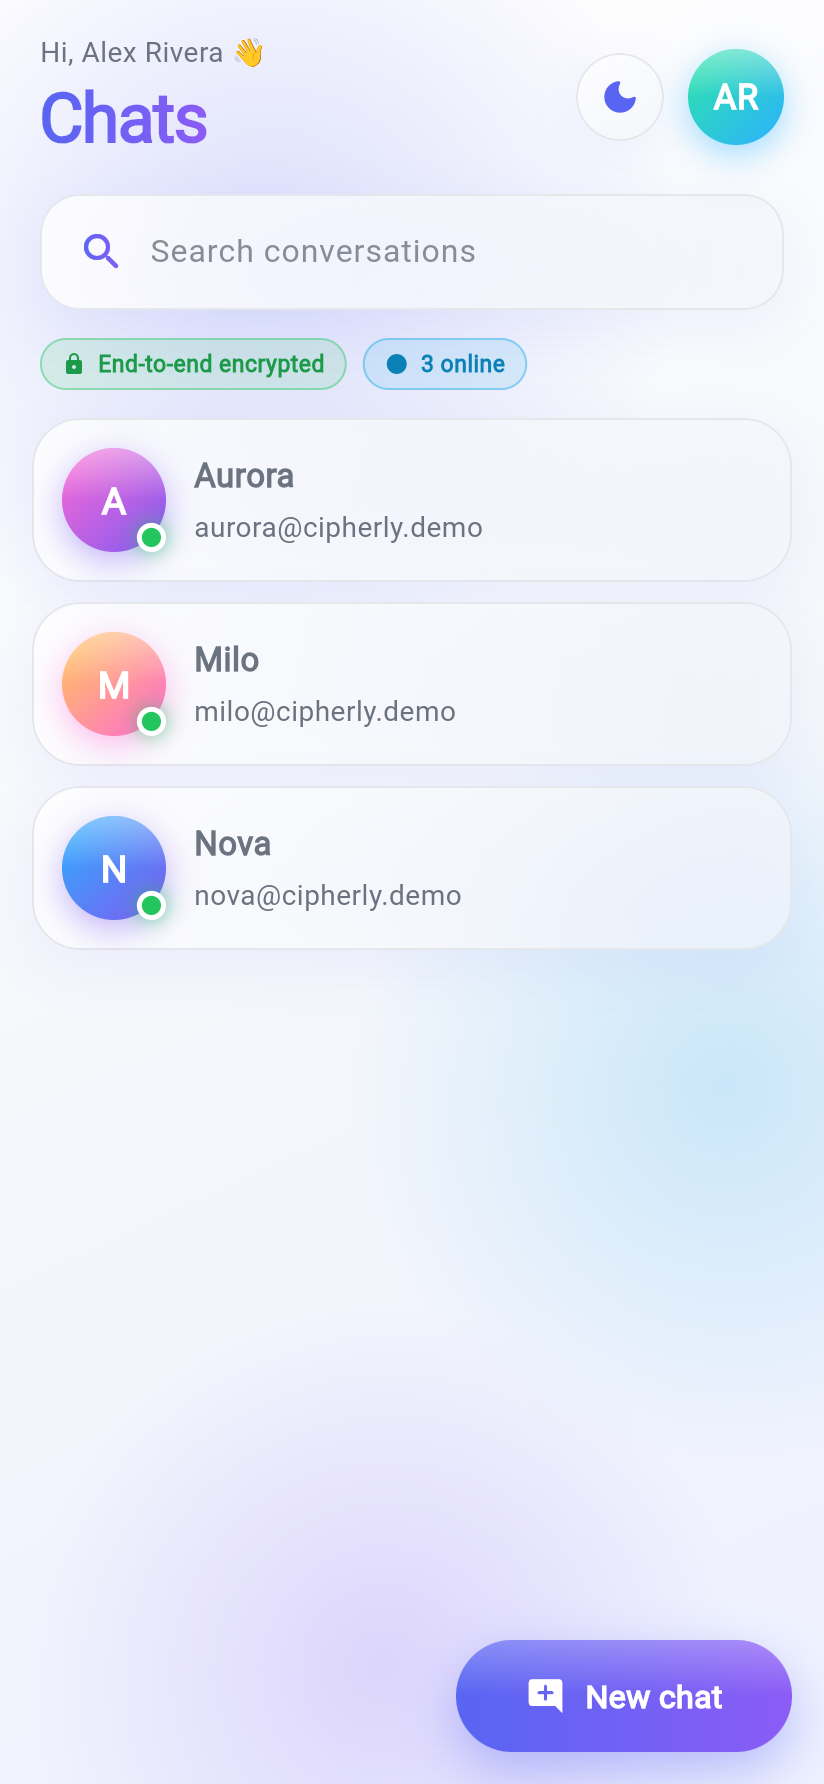 Hi, Alex Rivera 👋
Chats
AR
Search conversations
End-to-end encrypted
3 online
A
Aurora
aurora@cipherly.demo
M
Milo
milo@cipherly.demo
N
Nova
nova@cipherly.demo
New chat